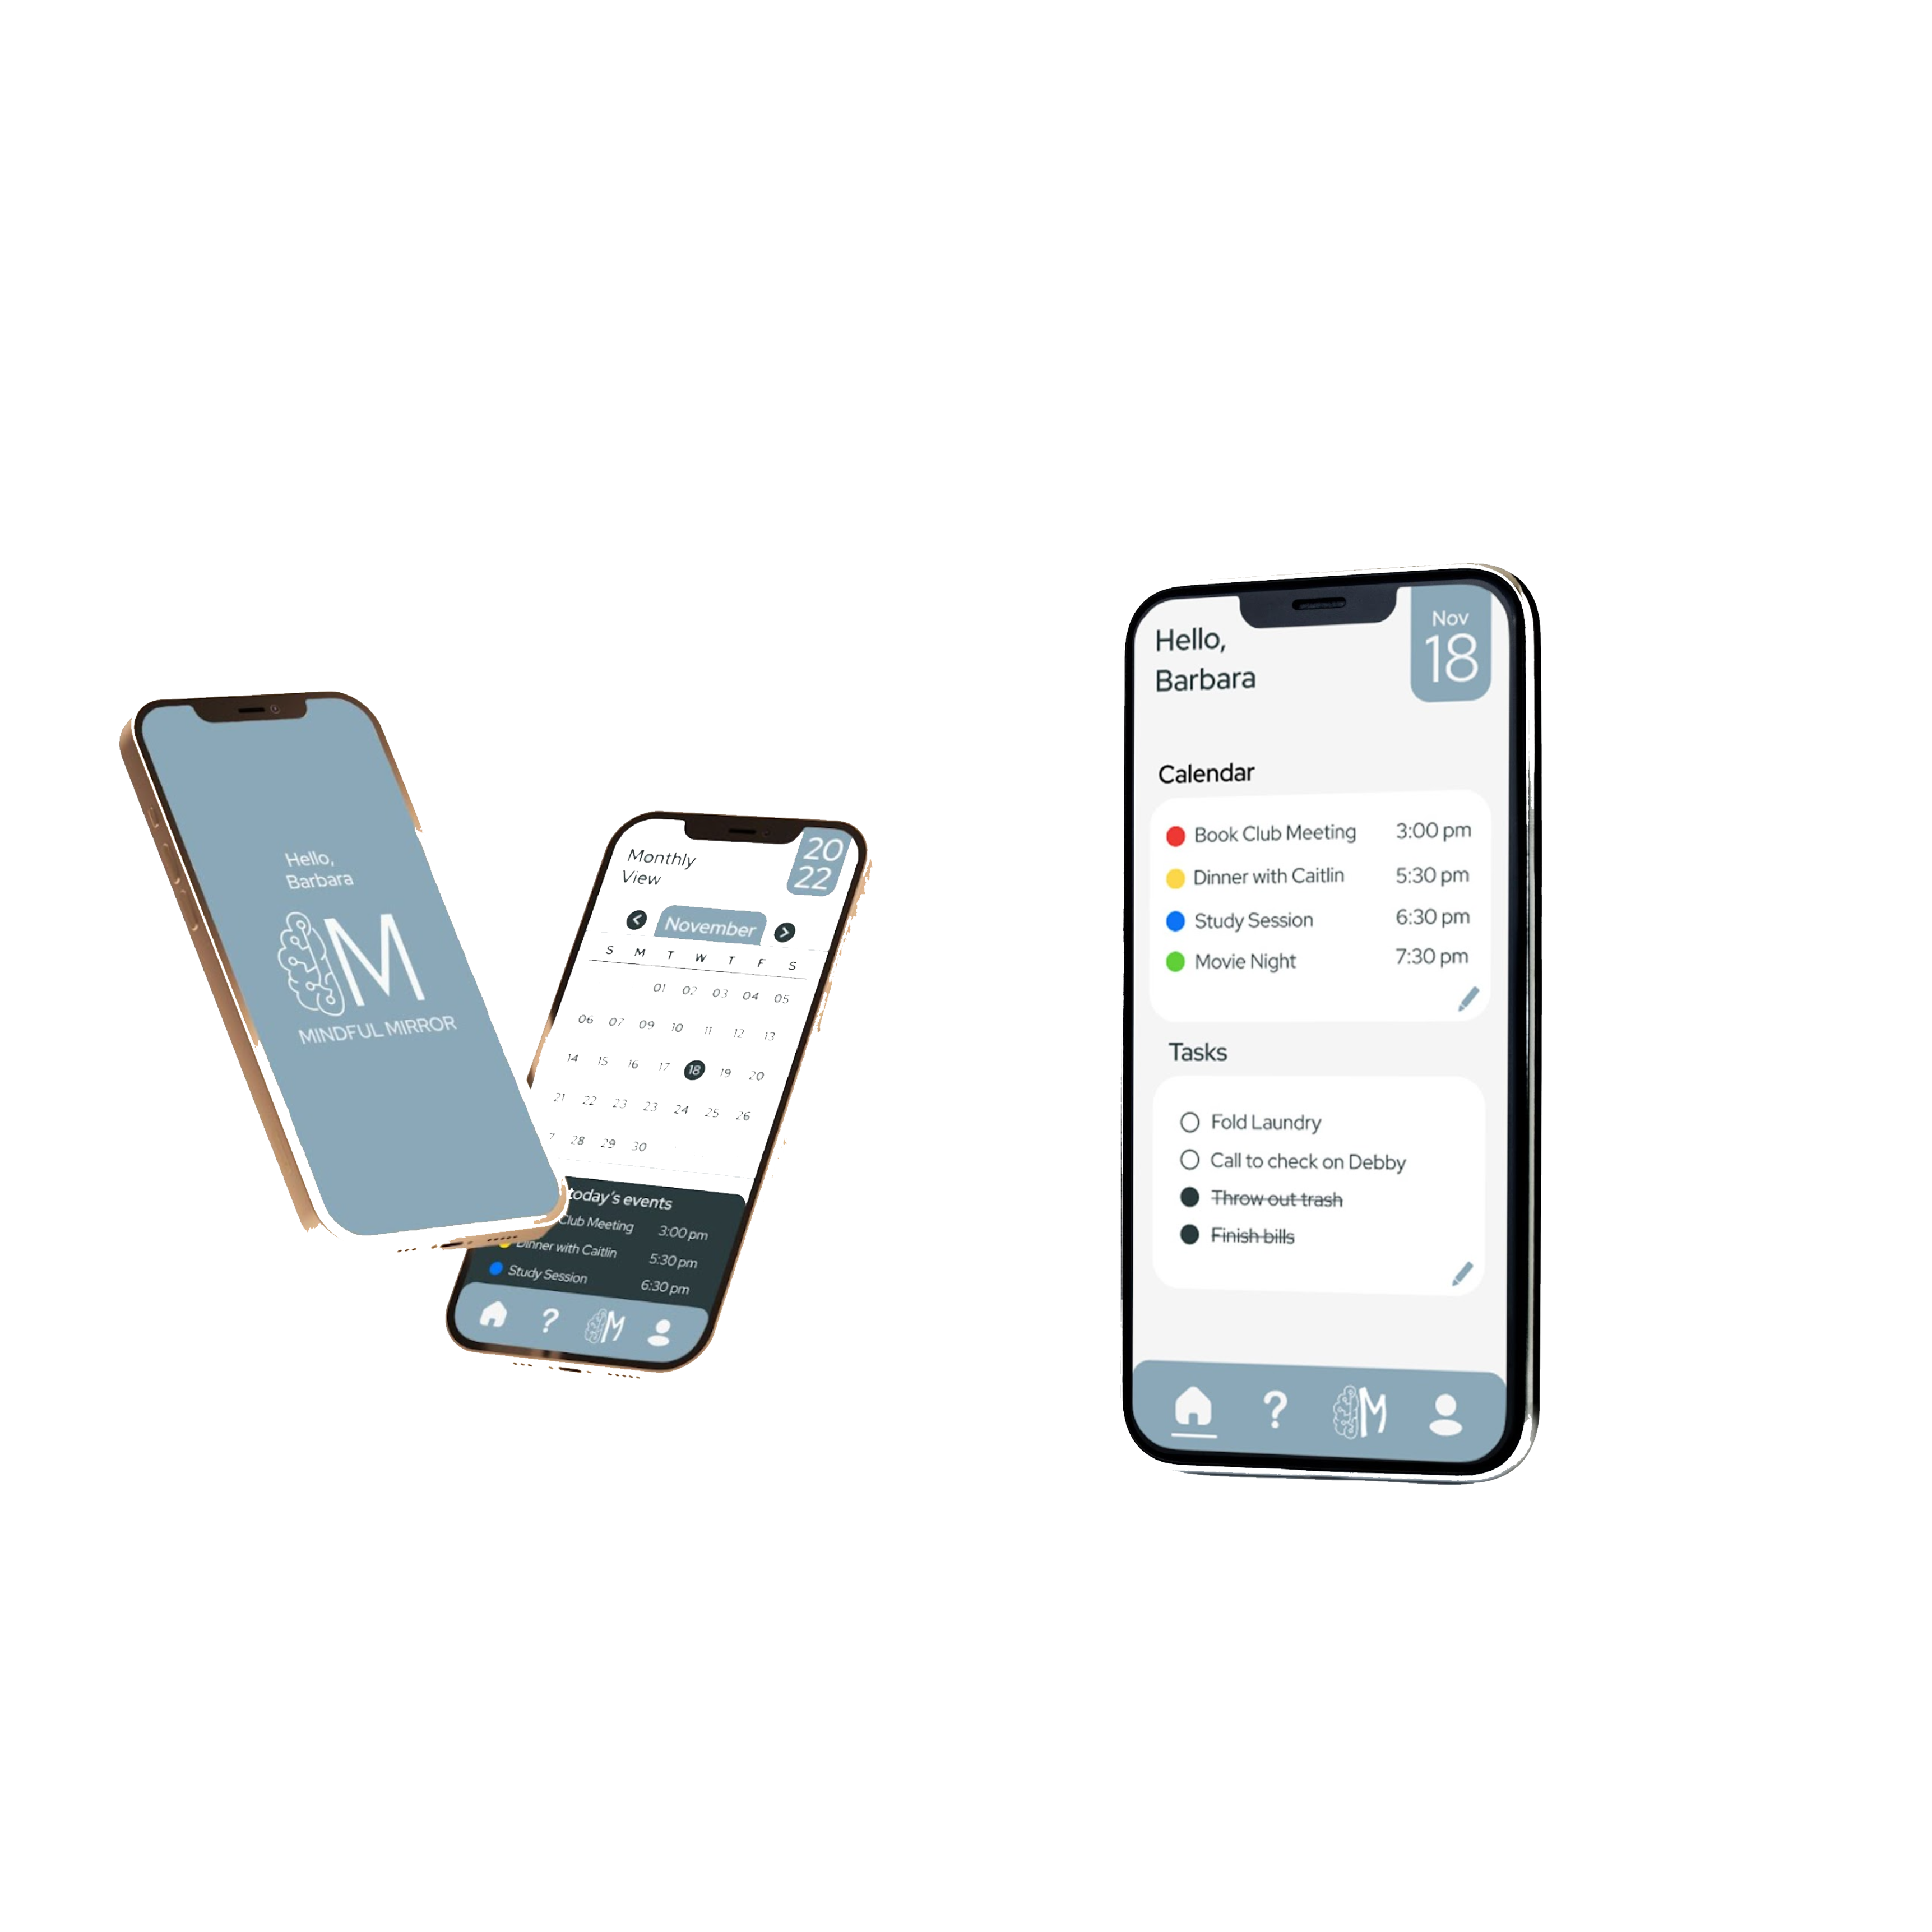 Hello,
Barbara
M
MINDFUL MIRROR
Monthly
View
20
22
November
S M T W T F S
01 02 03 04 05
06 07 09 10 11 12 13
14 15 16 17 18 19 20
21 22 23 23 24 25 26
7 28 29 30
today's events
Club Meeting 3:00 pm
Dinner with Caitlin 5:30 pm
Study Session 6:30 pm
? M
Hello,
Barbara
Nov
18
Calendar
Book Club Meeting 3:00 pm
Dinner with Caitlin 5:30 pm
Study Session 6:30 pm
Movie Night 7:30 pm
Tasks
Fold Laundry
Call to check on Debby
Throw out trash
Finish bills
? M